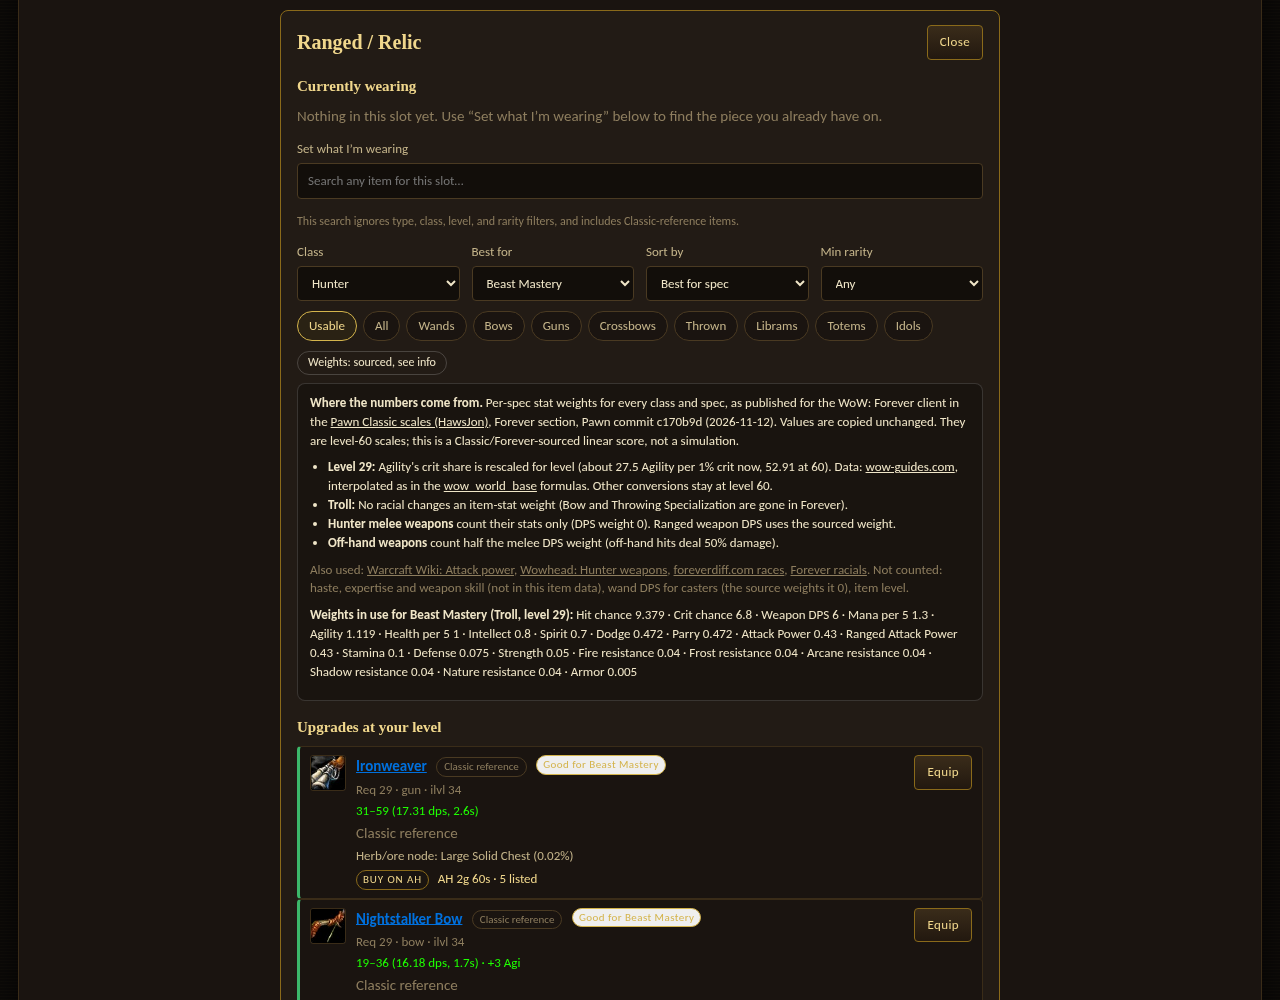 Ranged / Relic
Close
Currently wearing
Nothing in this slot yet. Use “Set what I'm wearing” below to find the piece you already have on.
Set what I'm wearing
Search any item for this slot...
This search ignores type, class, level, and rarity filters, and includes Classic-reference items.
Class Best for Sort by Min rarity
Hunter Beast Mastery Best for spec Any
Usable All Wands Bows Guns Crossbows Thrown Librams Totems Idols
Weights: sourced, see info
Where the numbers come from. Per-spec stat weights for every class and spec, as published for the WoW: Forever client in
the Pawn Classic scales (HawsJon), Forever section, Pawn commit c170b9d (2026-11-12). Values are copied unchanged. They
are level-60 scales; this is a Classic/Forever-sourced linear score, not a simulation.
• Level 29: Agility's crit share is rescaled for level (about 27.5 Agility per 1% crit now, 52.91 at 60). Data: wow-guides.com,
interpolated as in the wow_world_base formulas. Other conversions stay at level 60.
• Troll: No racial changes an item-stat weight (Bow and Throwing Specialization are gone in Forever).
• Hunter melee weapons count their stats only (DPS weight 0). Ranged weapon DPS uses the sourced weight.
• Off-hand weapons count half the melee DPS weight (off-hand hits deal 50% damage).
Also used: Warcraft Wiki: Attack power, Wowhead: Hunter weapons, foreverdiff.com races, Forever racials. Not counted:
haste, expertise and weapon skill (not in this item data), wand DPS for casters (the source weights it 0), item level.
Weights in use for Beast Mastery (Troll, level 29): Hit chance 9.379 · Crit chance 6.8 · Weapon DPS 6 · Mana per 5 1.3 ·
Agility 1.119 · Health per 5 1 · Intellect 0.8 · Spirit 0.7 · Dodge 0.472 · Parry 0.472 · Attack Power 0.43 · Ranged Attack Power
0.43 · Stamina 0.1 · Defense 0.075 · Strength 0.05 · Fire resistance 0.04 · Frost resistance 0.04 · Arcane resistance 0.04 ·
Shadow resistance 0.04 · Nature resistance 0.04 · Armor 0.005
Upgrades at your level
Ironweaver Classic reference Good for Beast Mastery
Equip
Req 29 · gun · ilvl 34
31–59 (17.31 dps, 2.6s)
Classic reference
Herb/ore node: Large Solid Chest (0.02%)
BUY ON AH AH 2g 60s · 5 listed
Nightstalker Bow Classic reference Good for Beast Mastery
Equip
Req 29 · bow · ilvl 34
19–36 (16.18 dps, 1.7s) · +3 Agi
Classic reference